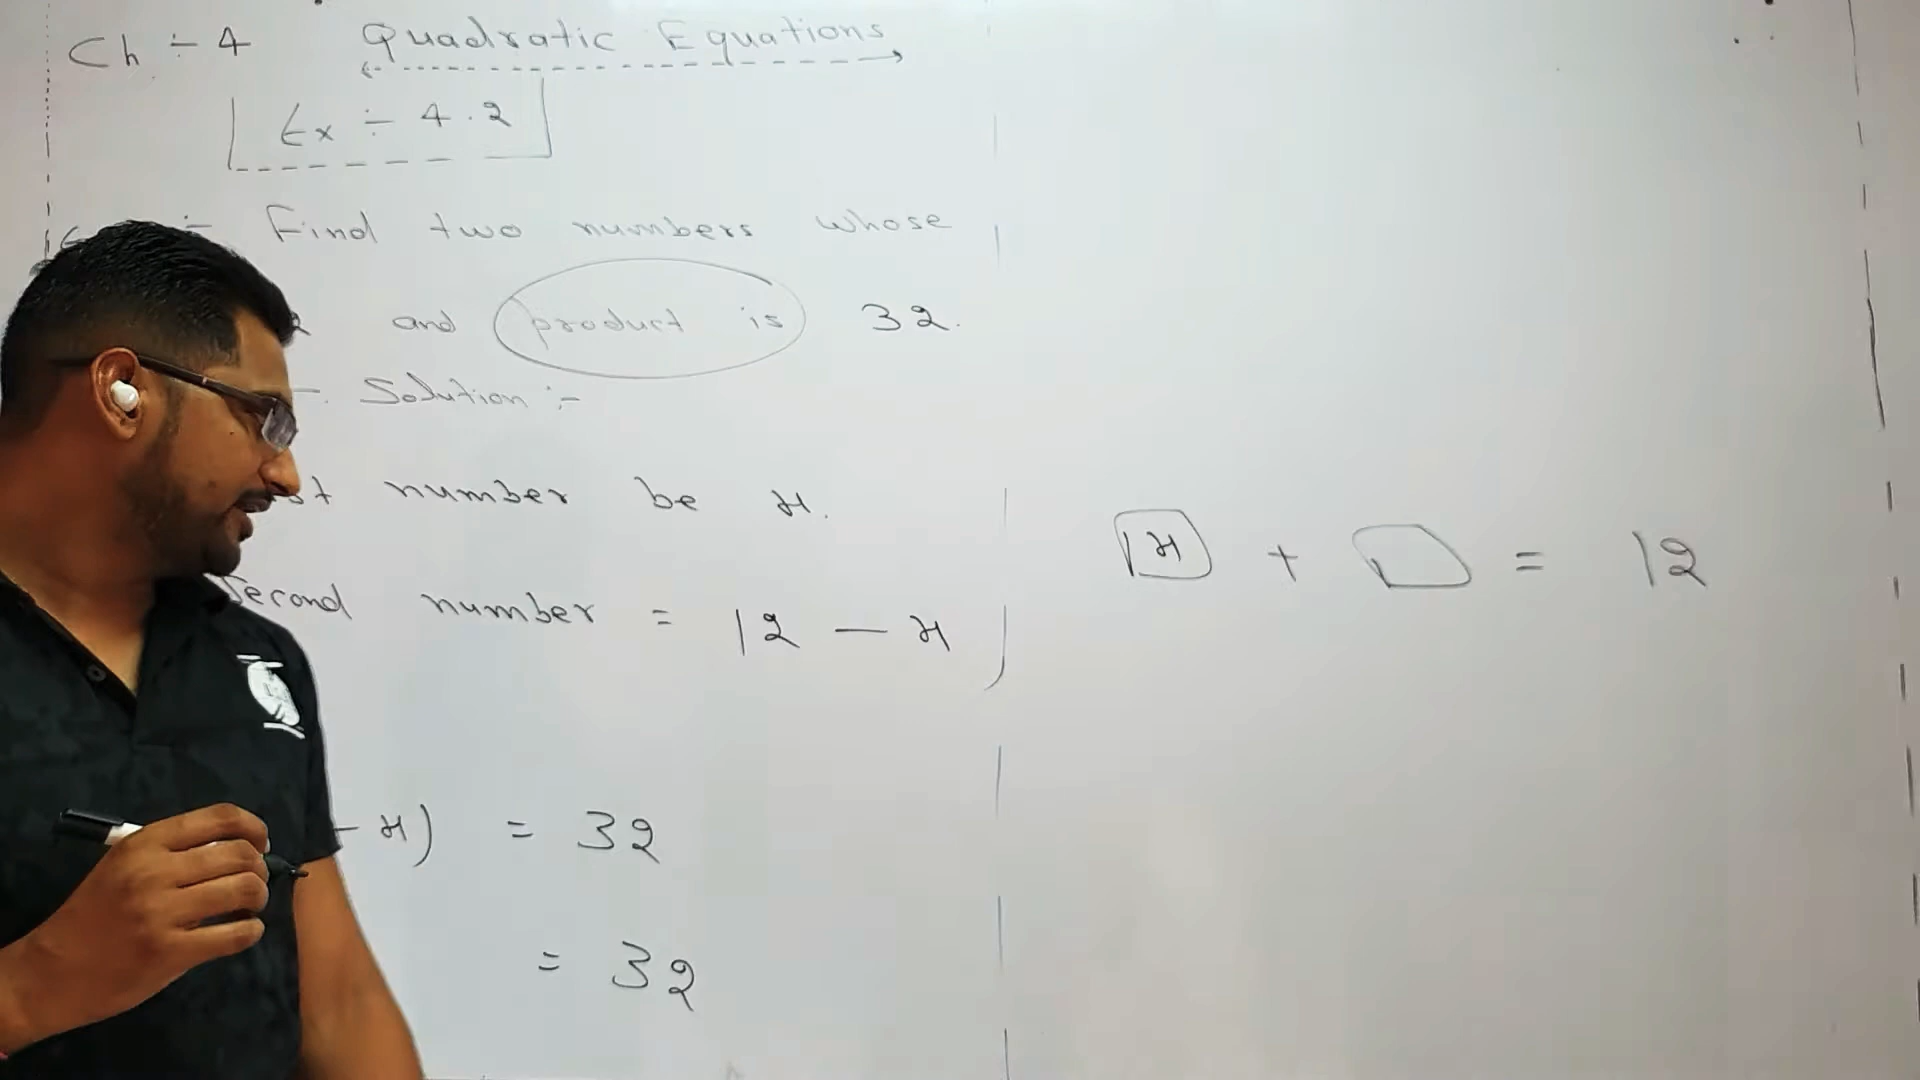 Ch ÷ 4 Quadratic Equations
Ex ÷ 4.2
Find two numbers whose
and product is 32.
Solution :-
number be x.
Second number = 12 - x
x + = 12
- x) = 32
= 32